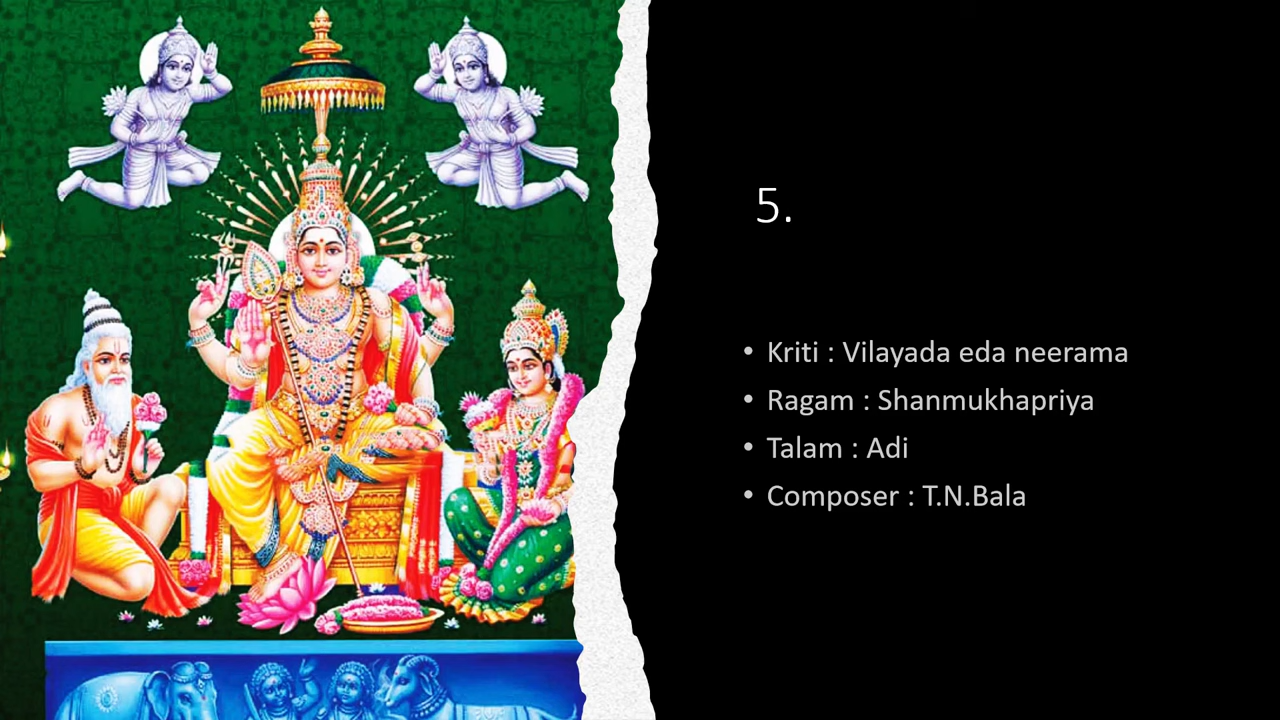 5.
• Kriti : Vilayada eda neerama
• Ragam : Shanmukhapriya
• Talam : Adi
• Composer : T.N.Bala